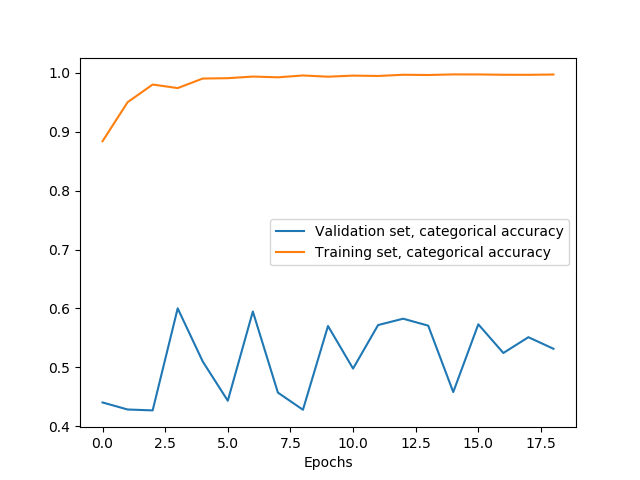 1.0
0.9
0.8
0.7
0.6
0.5
0.4
Validation set, categorical accuracy
Training set, categorical accuracy
0.0 2.5 5.0 7.5 10.0 12.5 15.0 17.5
Epochs